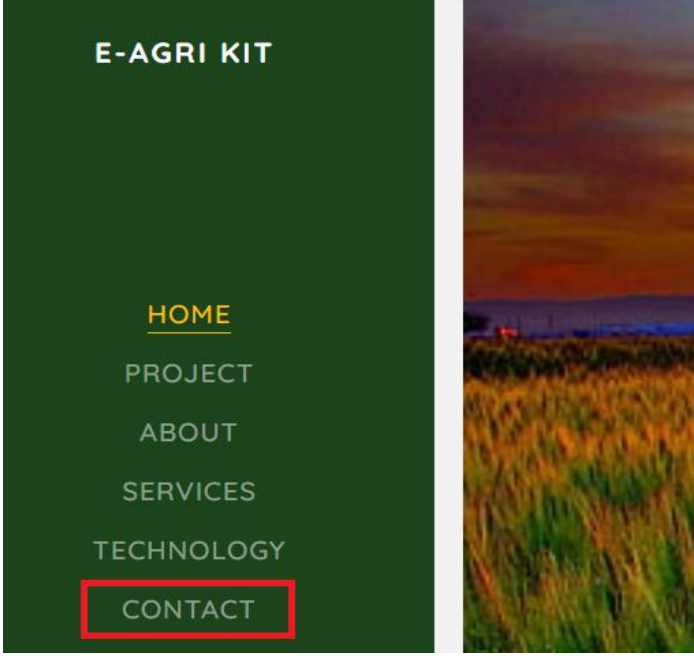 E-AGRI KIT
HOME
PROJECT
ABOUT
SERVICES
TECHNOLOGY
CONTACT